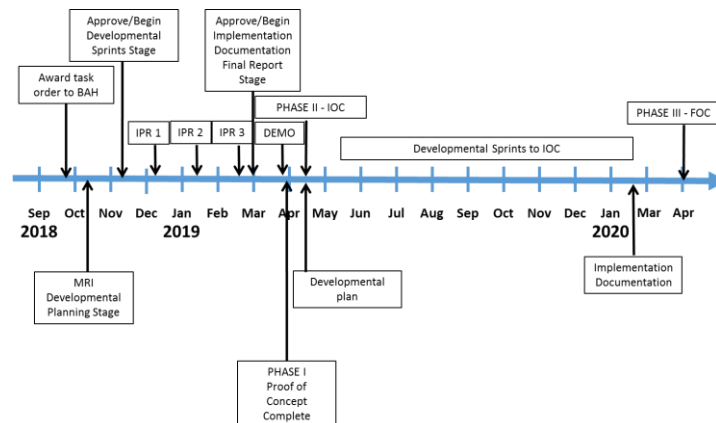 Approve/Begin
Developmental
Sprints Stage
Approve/Begin
Implementation
Documentation
Final Report
Stage
Award task
order to BAH
PHASE II - IOC
PHASE III - FOC
IPR 1
IPR 2
IPR 3
DEMO
Developmental Sprints to IOC
Sep Oct Nov Dec Jan Feb Mar Apr May Jun Jul Aug Sep Oct Nov Dec Jan Mar Apr
2018 2019 2020
MRI
Developmental
Planning Stage
Developmental
plan
Implementation
Documentation
PHASE I
Proof of
Concept
Complete